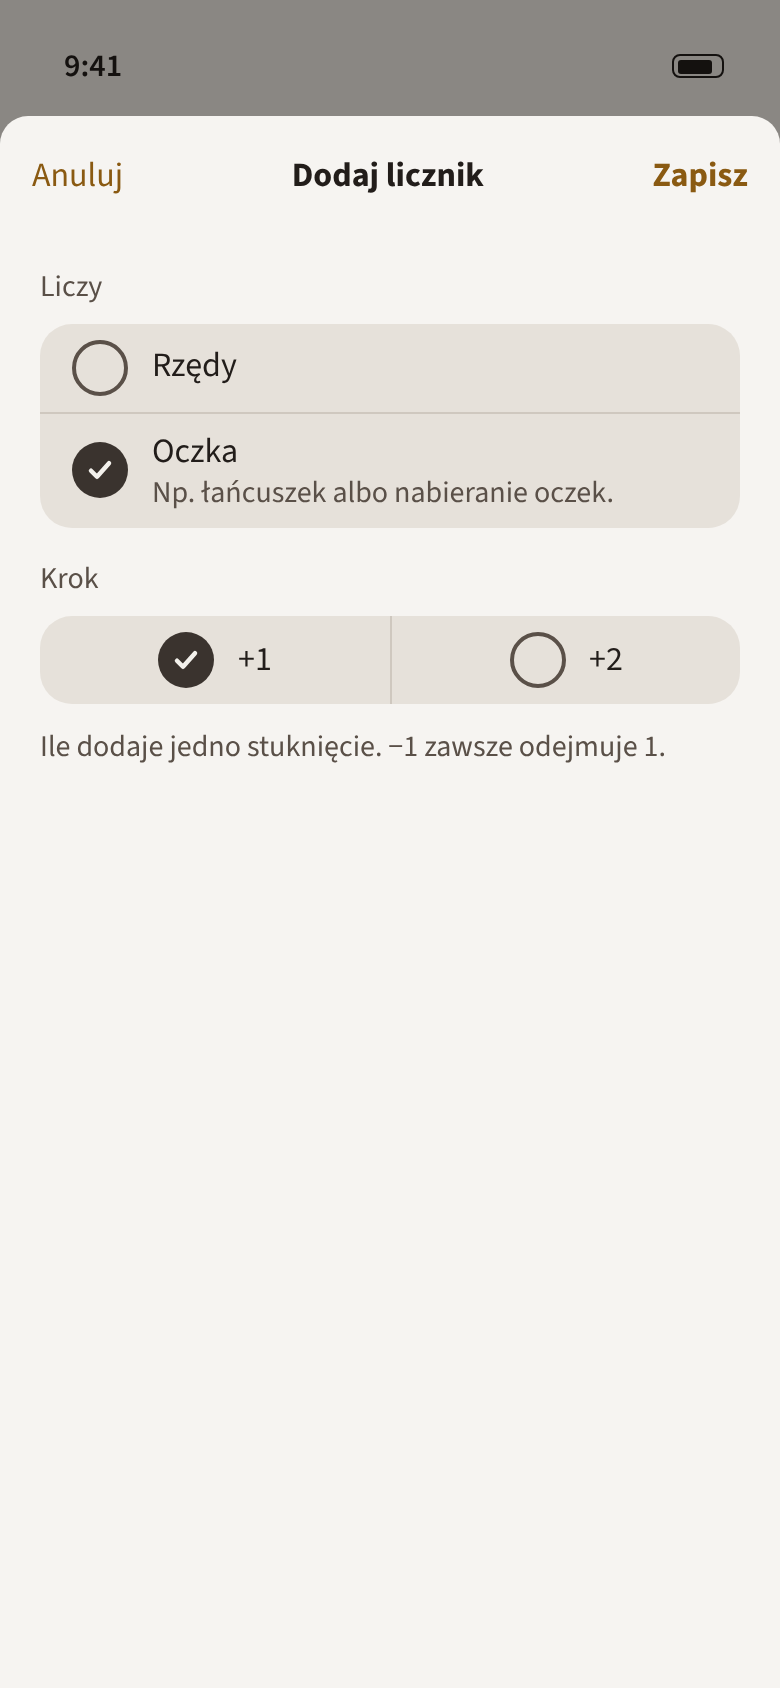 9:41
Anuluj
Dodaj licznik
Zapisz
Liczy
Rzędy
Oczka
Np. łańcuszek albo nabieranie oczek.
Krok
+1
+2
Ile dodaje jedno stuknięcie. −1 zawsze odejmuje 1.